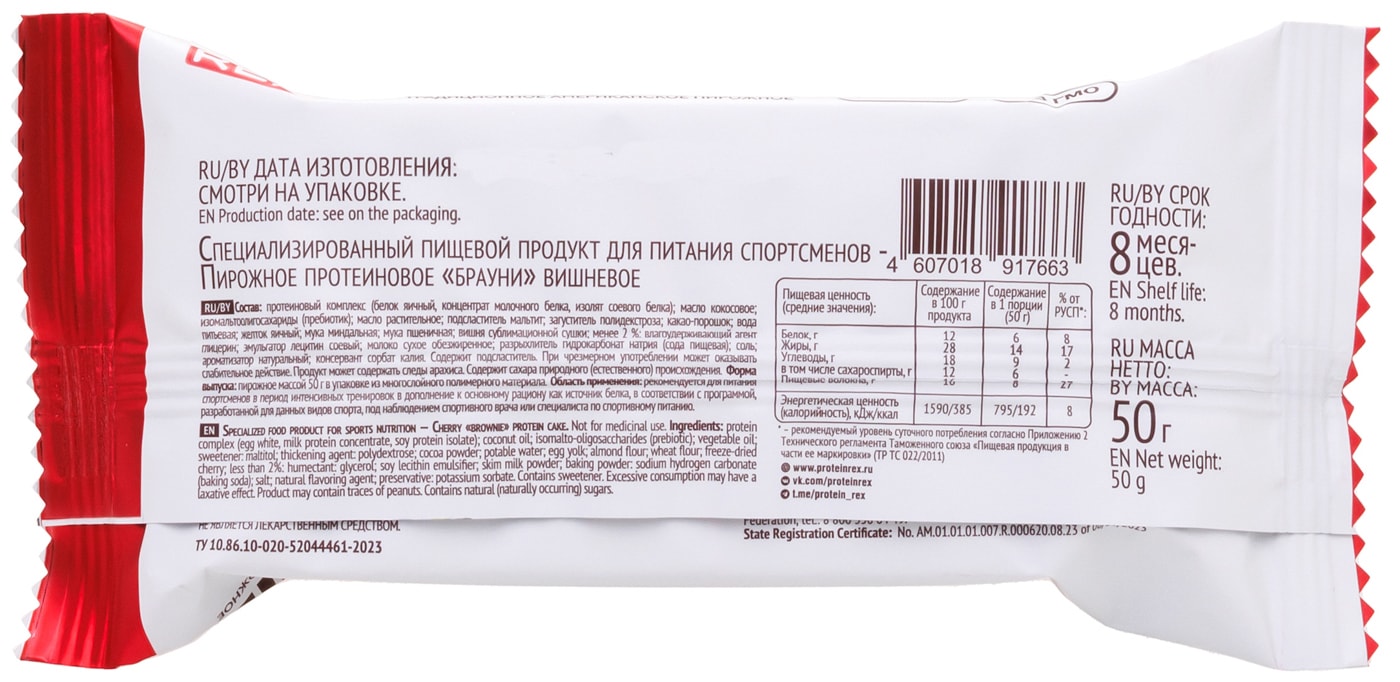 ТРАДИЦИОННОЕ АМЕРИКАНСКОЕ ПИРОЖНОЕ
ГМО
RU/BY ДАТА ИЗГОТОВЛЕНИЯ:
СМОТРИ НА УПАКОВКЕ.
EN Production date: see on the packaging.
СПЕЦИАЛИЗИРОВАННЫЙ ПИЩЕВОЙ ПРОДУКТ ДЛЯ ПИТАНИЯ СПОРТСМЕНОВ -
ПИРОЖНОЕ ПРОТЕИНОВОЕ «БРАУНИ» ВИШНЕВОЕ
RU/BY Состав: протеиновый комплекс (белок яичный, концентрат молочного белка, изолят соевого белка); масло кокосовое;
изомальтоолигосахариды (пребиотик); масло растительное; подсластитель мальтит; загуститель полидекстроза; какао-порошок; вода
питьевая; желток яичный; мука миндальная; мука пшеничная; вишня сублимационной сушки; менее 2 %: влагоудерживающий агент
глицерин; эмульгатор лецитин соевый; молоко сухое обезжиренное; разрыхлитель гидрокарбонат натрия (сода пищевая); соль;
ароматизатор натуральный; консервант сорбат калия. Содержит подсластитель. При чрезмерном употреблении может оказывать
слабительное действие. Продукт может содержать следы арахиса. Содержит сахара природного (естественного) происхождения. Форма
выпуска: пирожное массой 50 г в упаковке из многослойного полимерного материала. Область применения: рекомендуется для питания
спортсменов в период интенсивных тренировок в дополнение к основному рациону как источник белка, в соответствии с программой,
разработанной для данных видов спорта, под наблюдением спортивного врача или специалиста по спортивному питанию.
EN SPECIALIZED FOOD PRODUCT FOR SPORTS NUTRITION – CHERRY «BROWNIE» PROTEIN CAKE. Not for medicinal use. Ingredients: protein
complex (egg white, milk protein concentrate, soy protein isolate); coconut oil; isomalto-oligosaccharides (prebiotic); vegetable oil;
sweetener: maltitol; thickening agent: polydextrose; cocoa powder; potable water; egg yolk; almond flour; wheat flour; freeze-dried
cherry; less than 2%: humectant: glycerol; soy lecithin emulsifier; skim milk powder; baking powder: sodium hydrogen carbonate
(baking soda); salt; natural flavoring agent; preservative: potassium sorbate. Contains sweetener. Excessive consumption may have a
laxative effect. Product may contain traces of peanuts. Contains natural (naturally occurring) sugars.
НЕ ЯВЛЯЕТСЯ ЛЕКАРСТВЕННЫМ СРЕДСТВОМ.
ТУ 10.86.10-020-52044461-2023
4 607018 917663
Пищевая ценность (средние значения): Содержание в 100 г продукта Содержание в 1 порции (50 г) % от РУСП*:
Белок, г 12 6 8
Жиры, г 28 14 17
Углеводы, г 18 9 2
в том числе сахароспирты, г 12 6 -
Пищевые волокна, г 16 8 27
Энергетическая ценность (калорийность), кДж/ккал 1590/385 795/192 8
* – рекомендуемый уровень суточного потребления согласно Приложению 2
Технического регламента Таможенного союза «Пищевая продукция в
части ее маркировки» (ТР ТС 022/2011)
www.proteinrex.ru
vk.com/proteinrex
t.me/protein_rex
Federation, tel.: 8 800
State Registration Certificate: No. AM.01.01.01.007.R.000620.08.23 of
RU/BY СРОК
ГОДНОСТИ:
8 МЕСЯ-
ЦЕВ.
EN Shelf life:
8 months.
RU МАССА
НЕТТО:
BY МАССА:
50 г
EN Net weight:
50 g